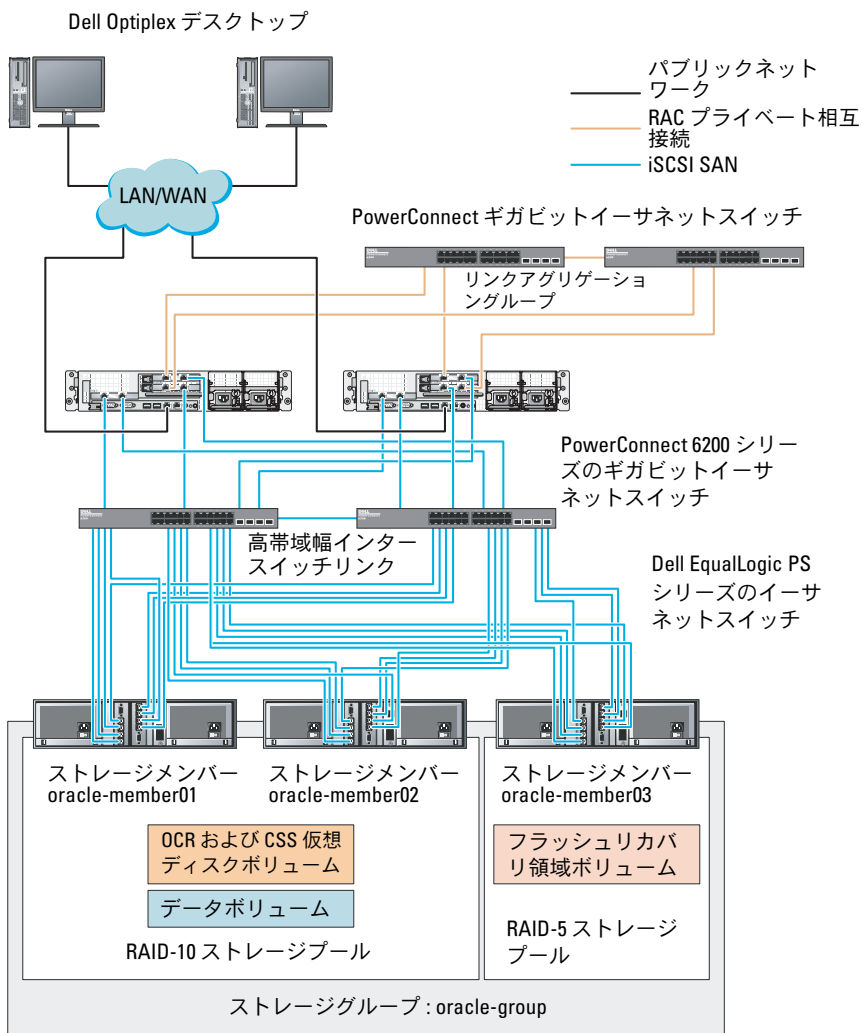 Dell Optiplex デスクトップ
パブリックネット
ワーク
RAC プライベート相互
接続
iSCSI SAN
LAN/WAN
PowerConnect ギガビットイーサネットスイッチ
リンクアグリゲーショ
ングループ
PowerConnect 6200 シリー
ズのギガビットイーサ
ネットスイッチ
高帯域幅インター
スイッチリンク
Dell EqualLogic PS
シリーズのイーサ
ネットスイッチ
ストレージメンバー
oracle-member01
ストレージメンバー
oracle-member02
ストレージメンバー
oracle-member03
OCR および CSS 仮想
ディスクボリューム
データボリューム
RAID-10 ストレージプール
フラッシュリカバ
リ領域ボリューム
RAID-5 ストレージ
プール
ストレージグループ : oracle-group